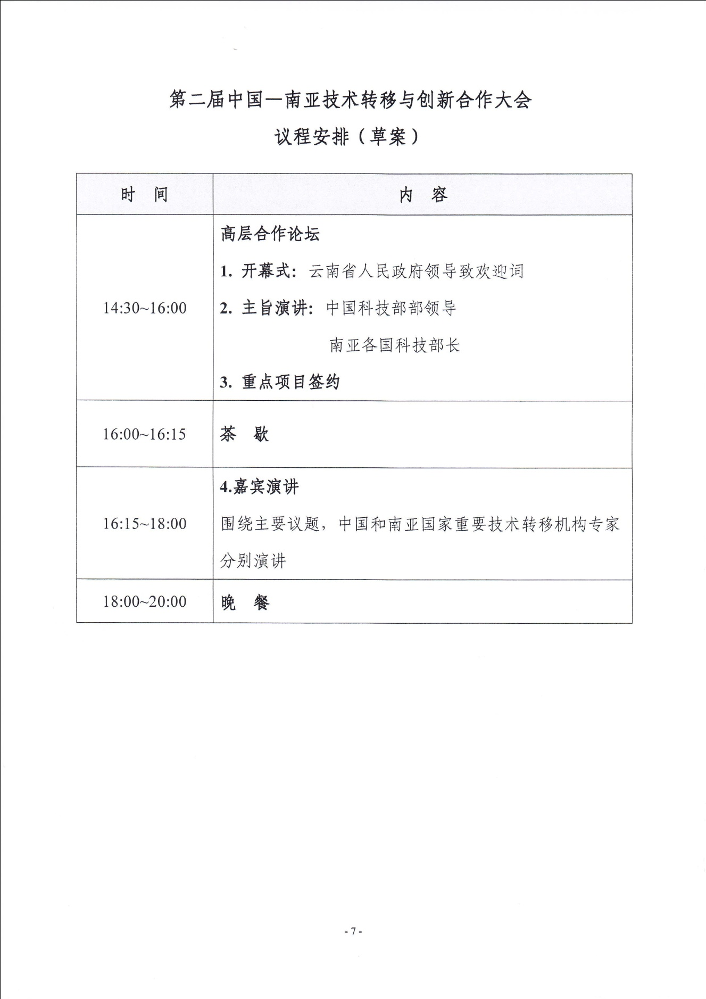 第二届中国—南亚技术转移与创新合作大会
议程安排（草案）
时 间
内 容
14:30~16:00
高层合作论坛
1. 开幕式：云南省人民政府领导致欢迎词
2. 主旨演讲：中国科技部部领导
南亚各国科技部长
3. 重点项目签约
16:00~16:15
茶 歇
16:15~18:00
4.嘉宾演讲
围绕主要议题，中国和南亚国家重要技术转移机构专家
分别演讲
18:00~20:00
晚 餐
- 7 -